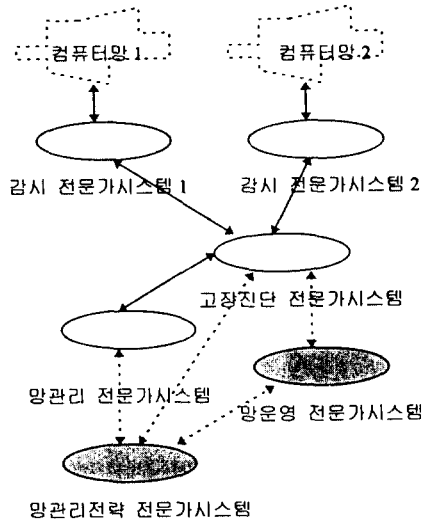 컴퓨터망 1
컴퓨터망 2
감시 전문가시스템 1
감시 전문가시스템 2
고장진단 전문가시스템
망관리 전문가시스템
망운영 전문가시스템
망관리전략 전문가시스템